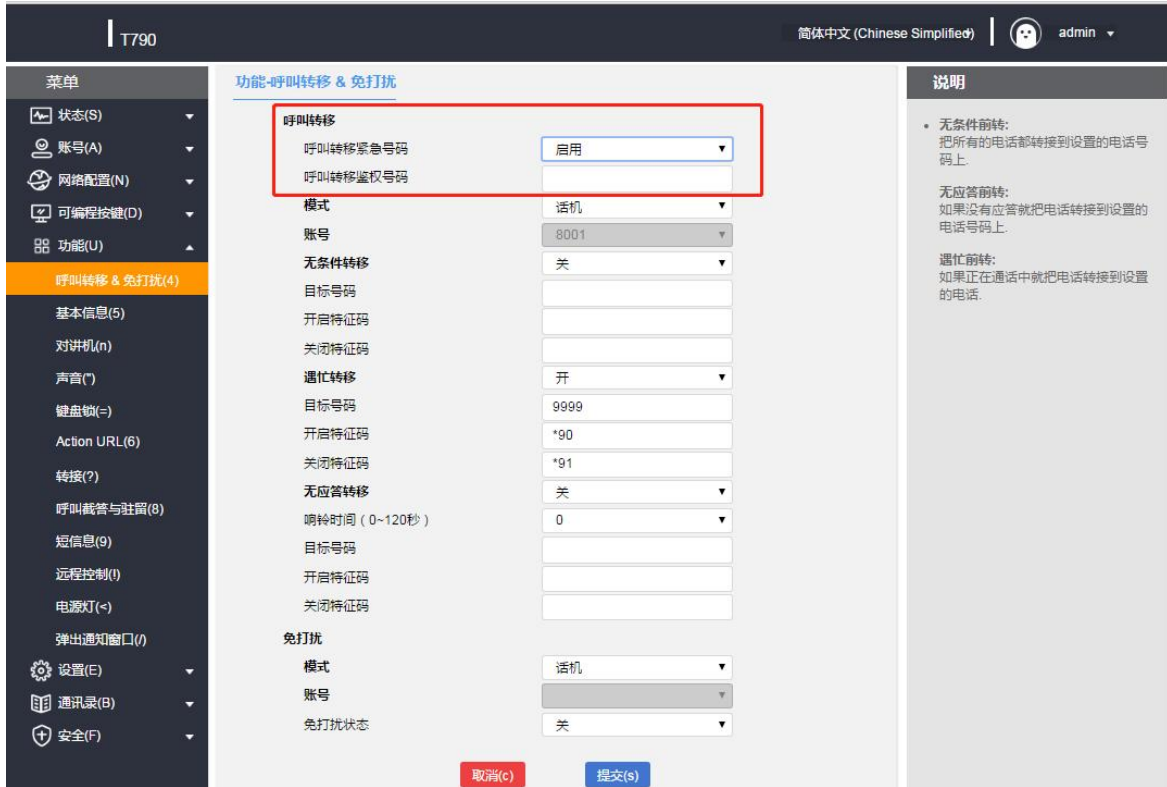 T790
简体中文 (Chinese Simplified)
admin
菜单
状态(S)
账号(A)
网络配置(N)
可编程按键(D)
功能(U)
呼叫转移 & 免打扰(4)
基本信息(5)
对讲机(n)
声音(")
键盘锁(=)
Action URL(6)
转接(?)
呼叫截答与驻留(8)
短信息(9)
远程控制(!)
电源灯(<)
弹出通知窗口(/)
设置(E)
通讯录(B)
安全(F)
功能-呼叫转移 & 免打扰
呼叫转移
呼叫转移紧急号码 启用
呼叫转移鉴权号码
模式 话机
账号 8001
无条件转移 关
目标号码
开启特征码
关闭特征码
遇忙转移 开
目标号码 9999
开启特征码 *90
关闭特征码 *91
无应答转移 关
响铃时间（0~120秒） 0
目标号码
开启特征码
关闭特征码
免打扰
模式 话机
账号
免打扰状态 关
取消(c) 提交(s)
说明
无条件前转:
把所有的电话都转接到设置的电话号
码上.
无应答前转:
如果没有应答就把电话转接到设置的
电话号码上.
遇忙前转:
如果正在通话中就把电话转接到设置
的电话.